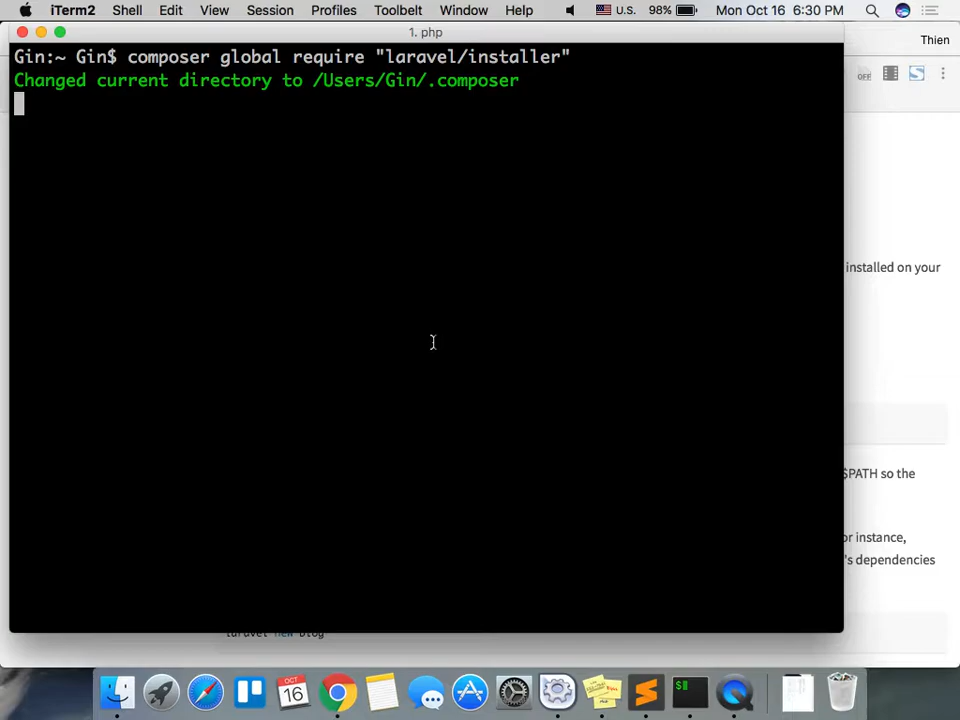 iTerm2 Shell Edit View Session Profiles Toolbelt Window Help U.S. 98% Mon Oct 16 6:30 PM
1. php
Thien
Gin:~ Gin$ composer global require "laravel/installer"
Changed current directory to /Users/Gin/.composer
OFF
installed on your
$PATH so the
or instance,
's dependencies
laravel new blog
OCT
16